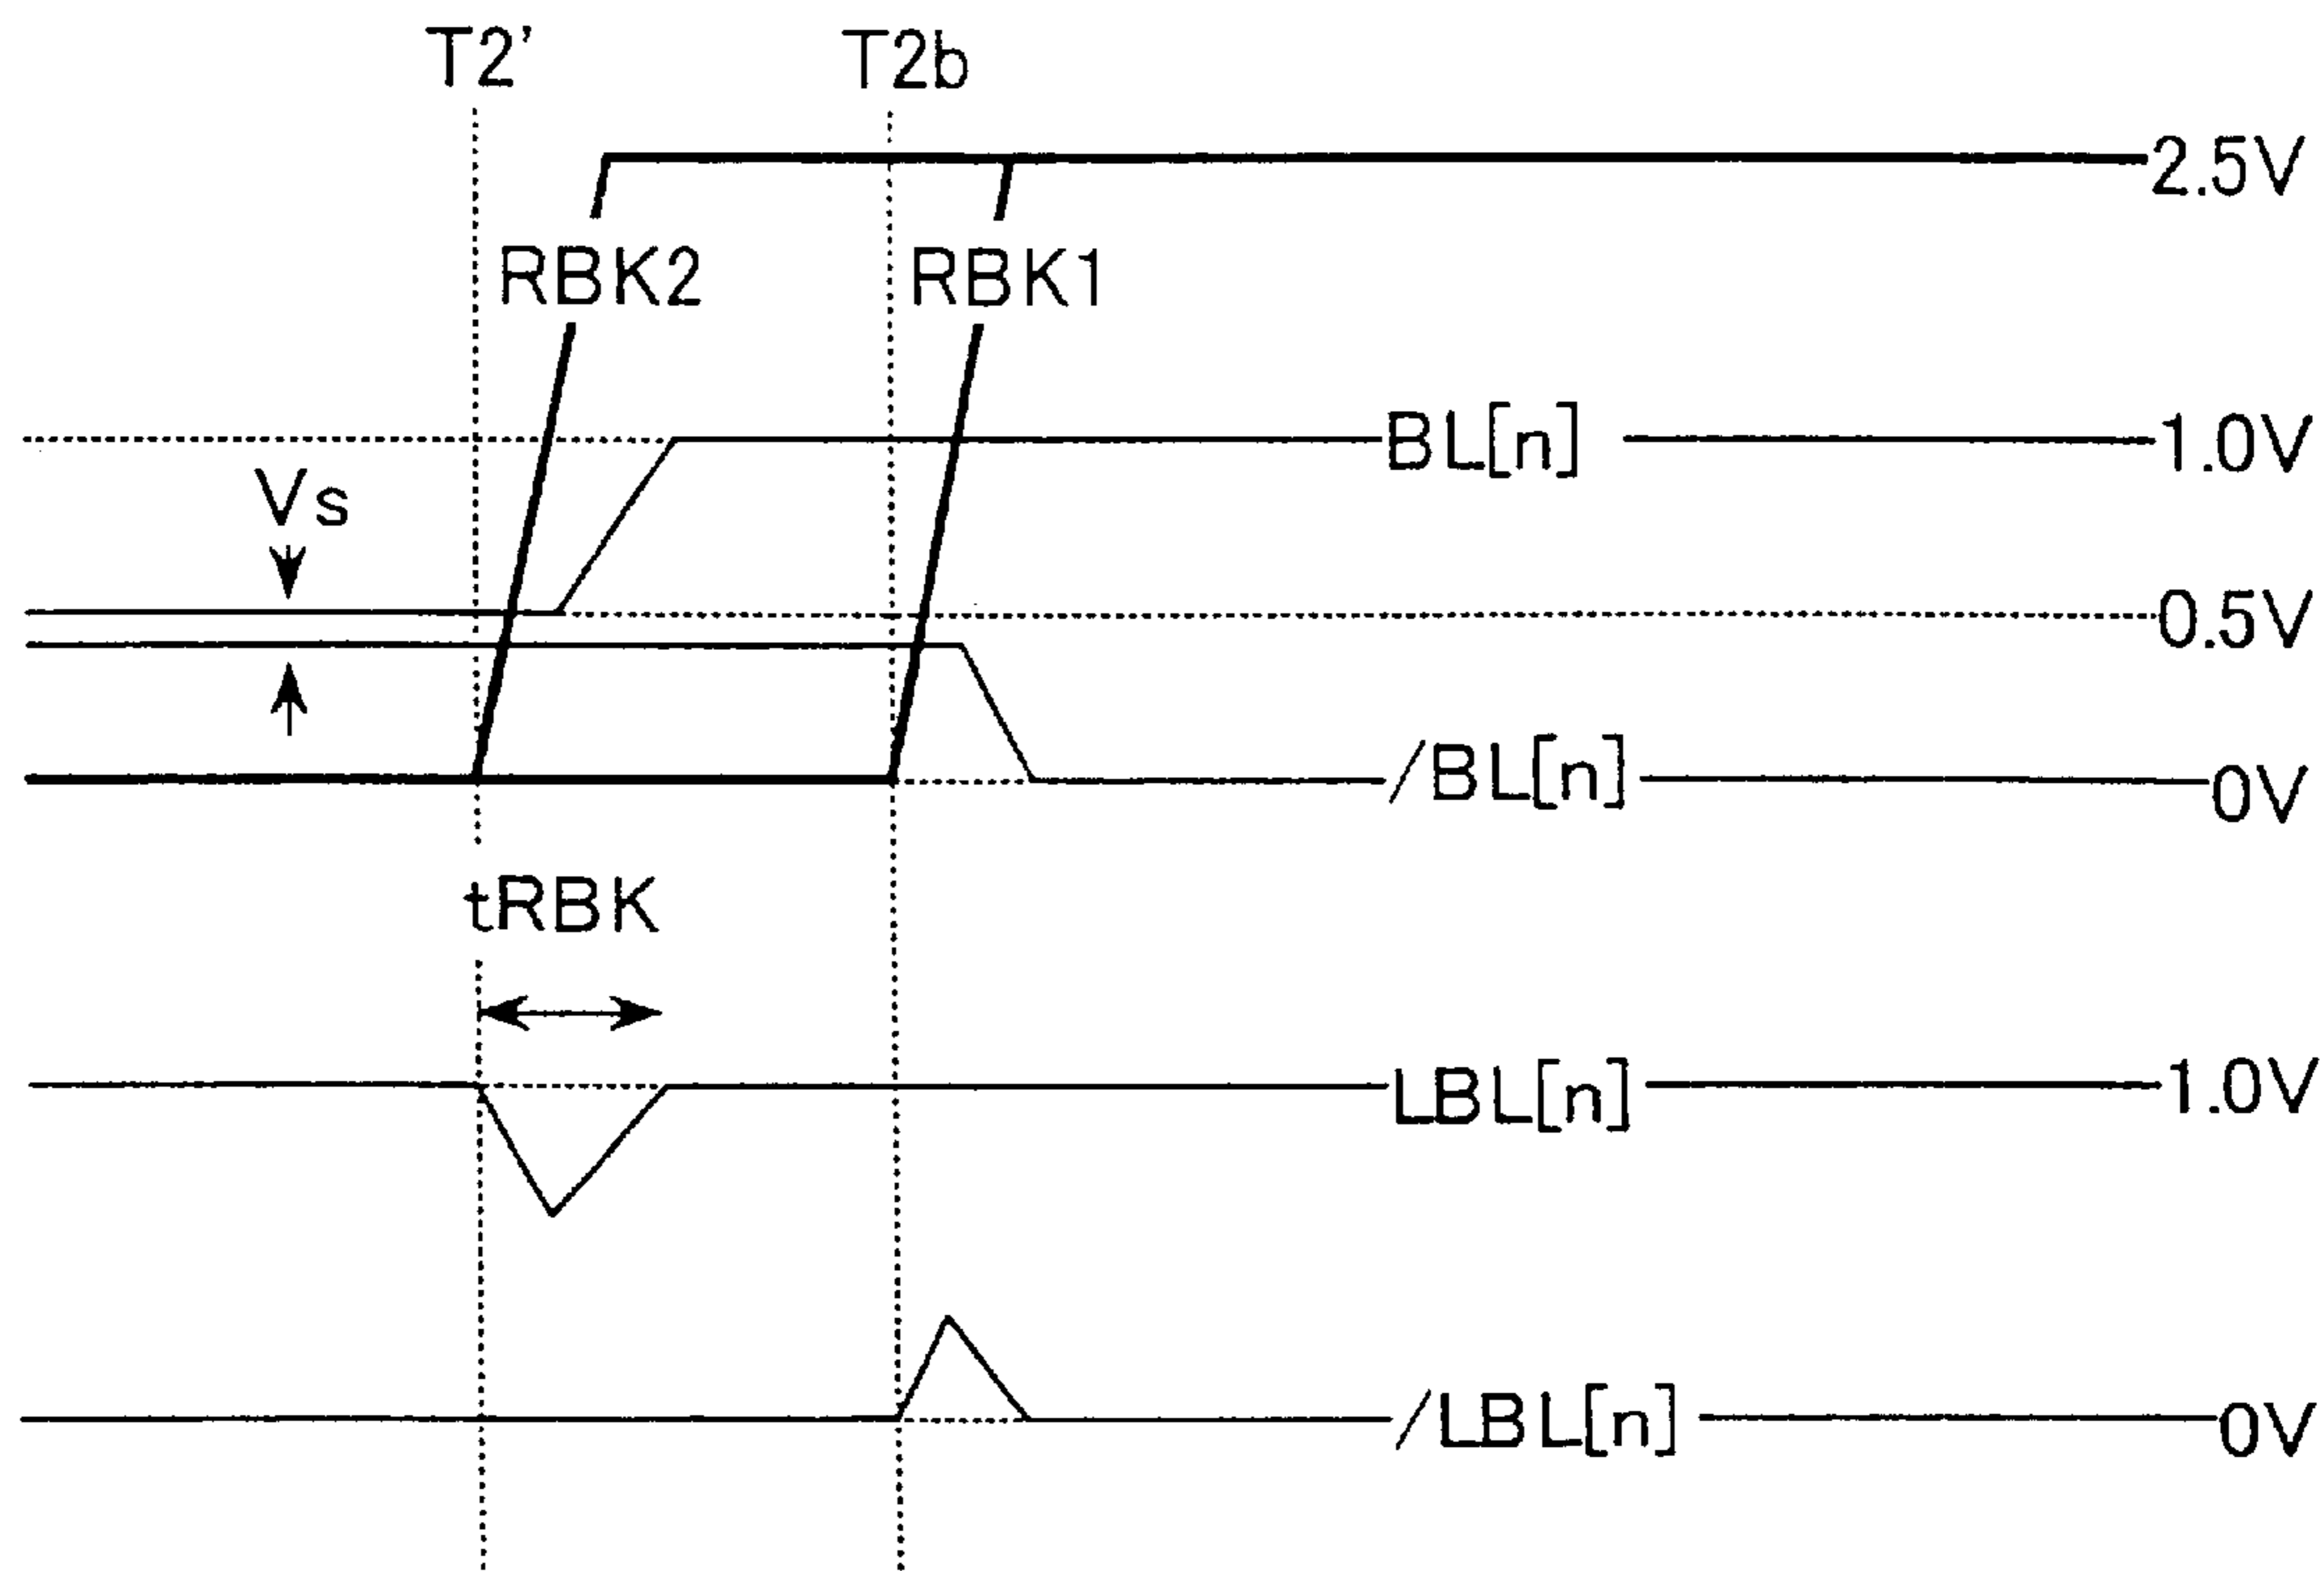 T2' T2b
2.5V
RBK2 RBK1
BL[n] 1.0V
Vs
0.5V
/BL[n] 0V
tRBK
LBL[n] 1.0V
/LBL[n] 0V